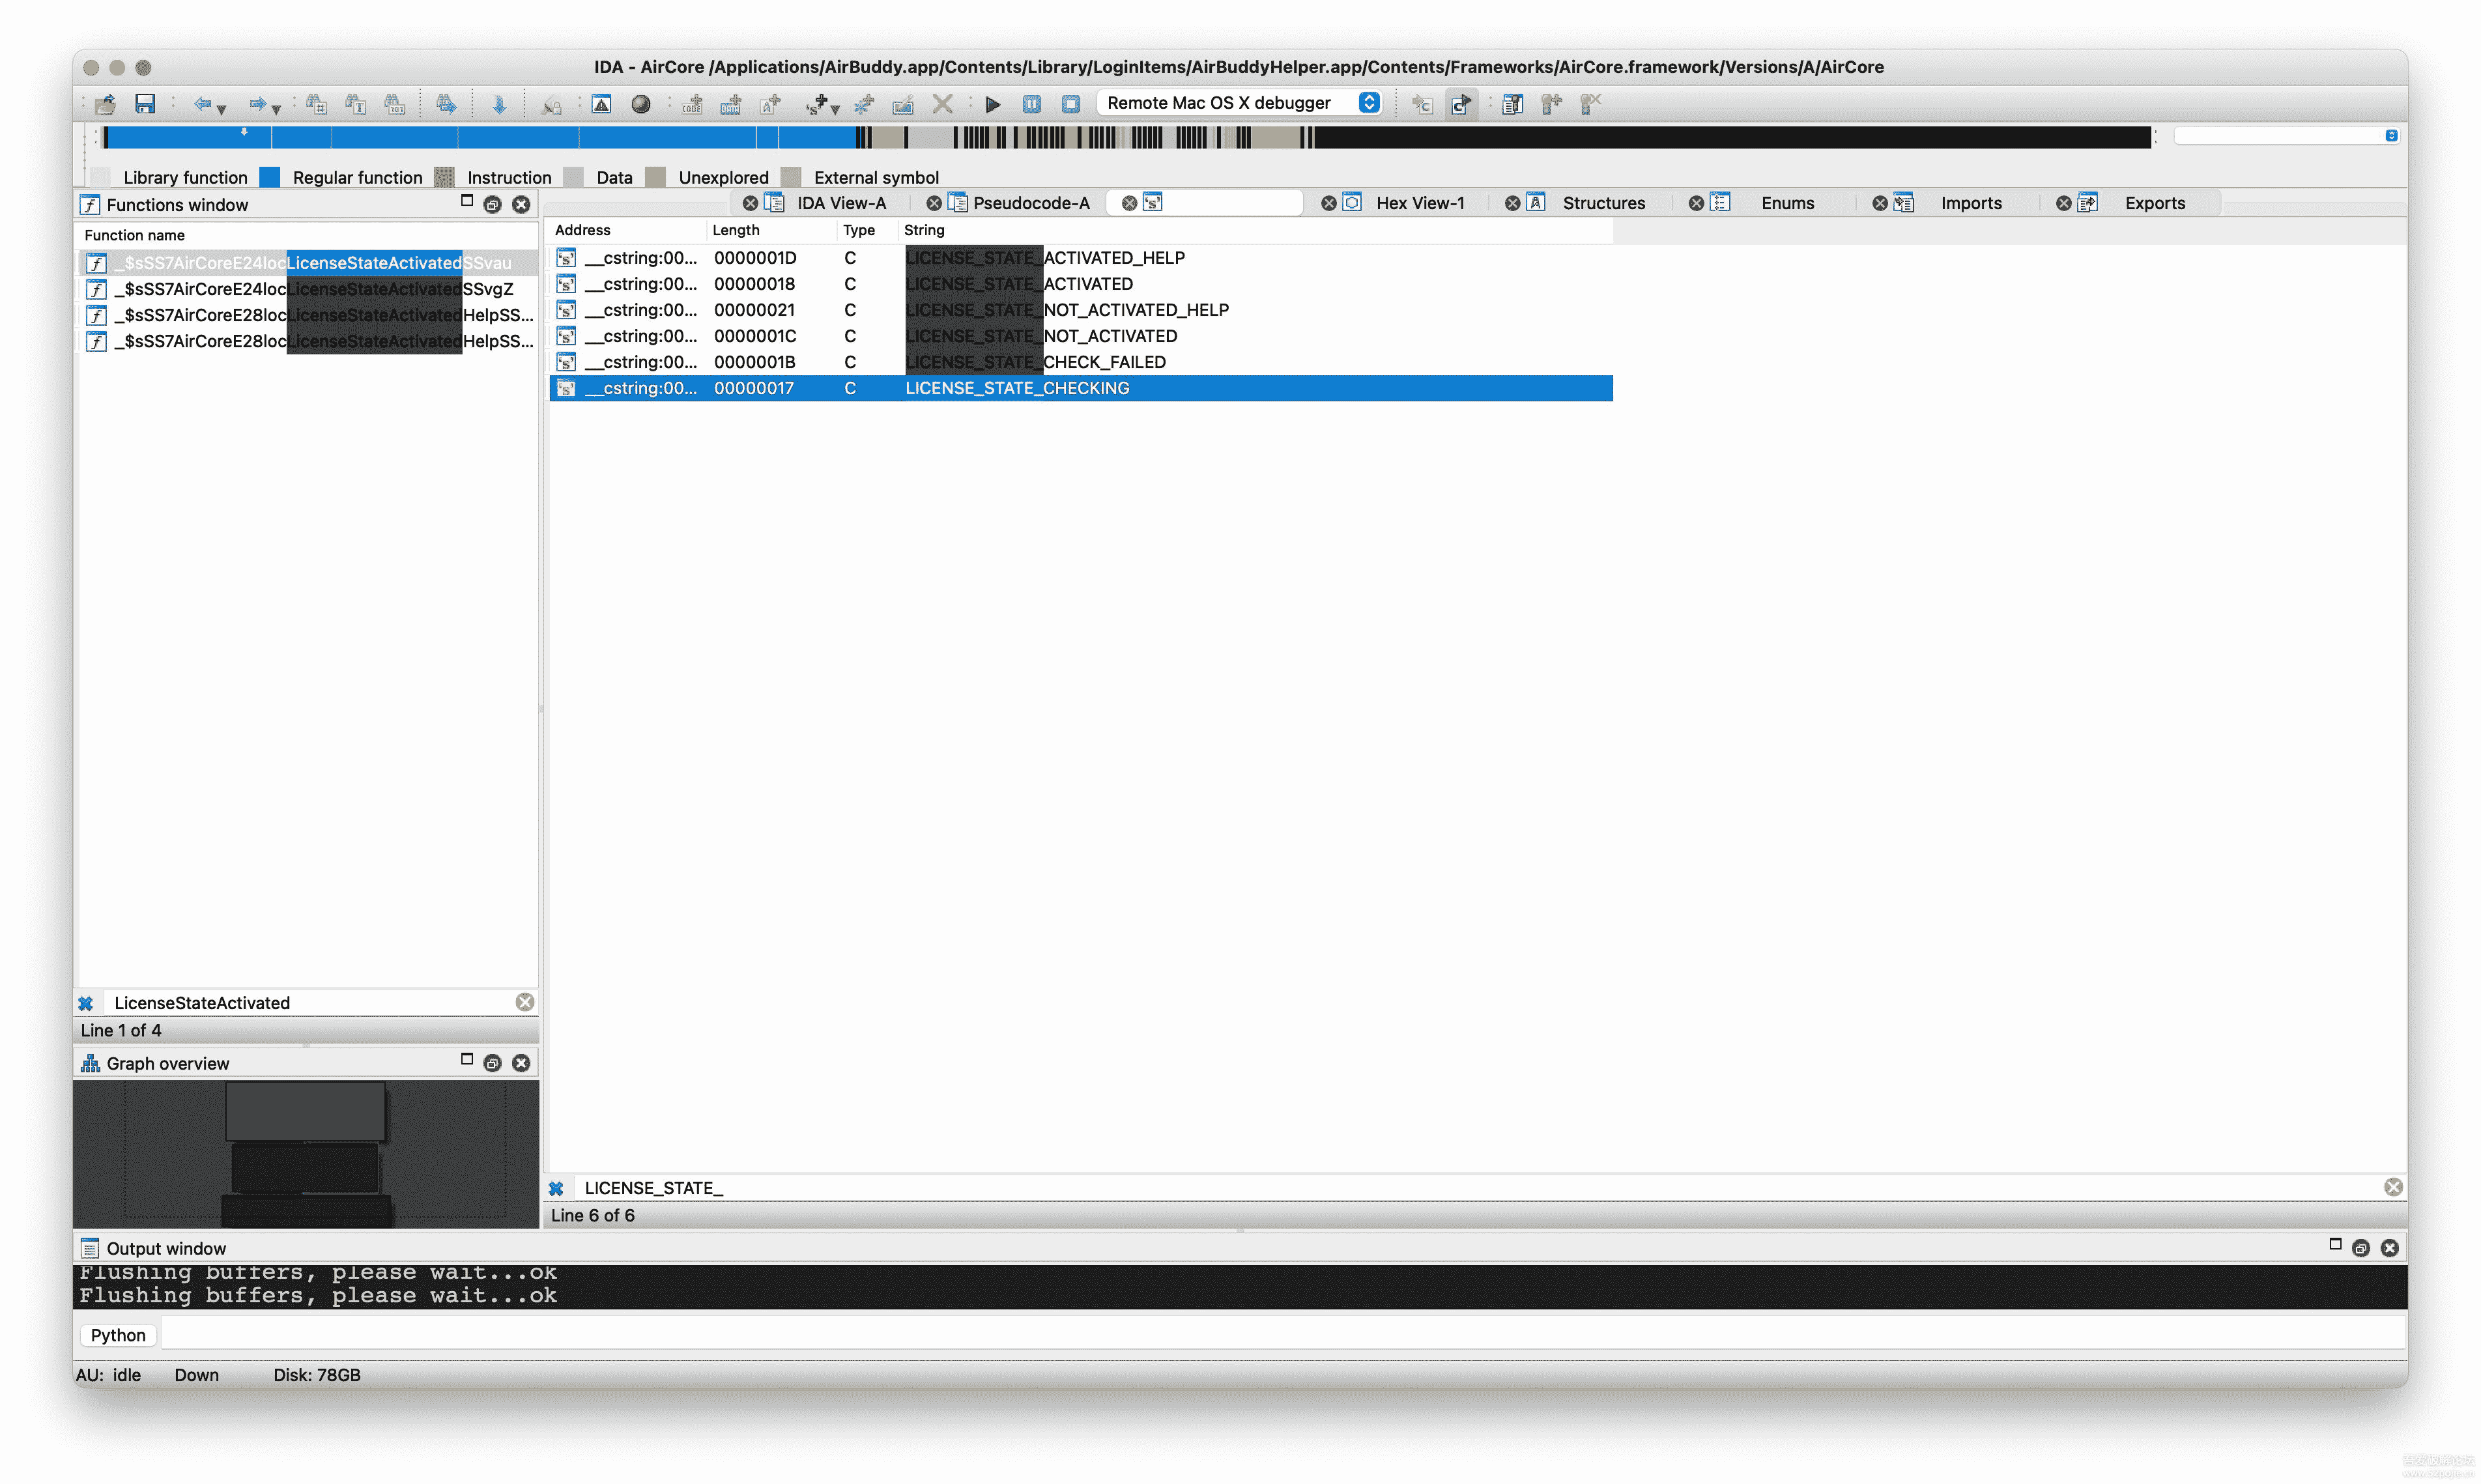 IDA - AirCore /Applications/AirBuddy.app/Contents/Library/LoginItems/AirBuddyHelper.app/Contents/Frameworks/AirCore.framework/Versions/A/AirCore
Remote Mac OS X debugger
Library function Regular function Instruction Data Unexplored External symbol
Functions window
IDA View-A Pseudocode-A Hex View-1 Structures Enums Imports Exports
Function name
_$sSS7AirCoreE24locLicenseStateActivatedSSvau
_$sSS7AirCoreE24locLicenseStateActivatedSSvgZ
_$sSS7AirCoreE28locLicenseStateActivatedHelpSS...
_$sSS7AirCoreE28locLicenseStateActivatedHelpSS...
Address Length Type String
__cstring:00... 0000001D C LICENSE_STATE_ACTIVATED_HELP
__cstring:00... 00000018 C LICENSE_STATE_ACTIVATED
__cstring:00... 00000021 C LICENSE_STATE_NOT_ACTIVATED_HELP
__cstring:00... 0000001C C LICENSE_STATE_NOT_ACTIVATED
__cstring:00... 0000001B C LICENSE_STATE_CHECK_FAILED
__cstring:00... 00000017 C LICENSE_STATE_CHECKING
LicenseStateActivated
Line 1 of 4
Graph overview
LICENSE_STATE_
Line 6 of 6
Output window
Flushing buffers, please wait...ok
Flushing buffers, please wait...ok
Python
AU: idle Down Disk: 78GB